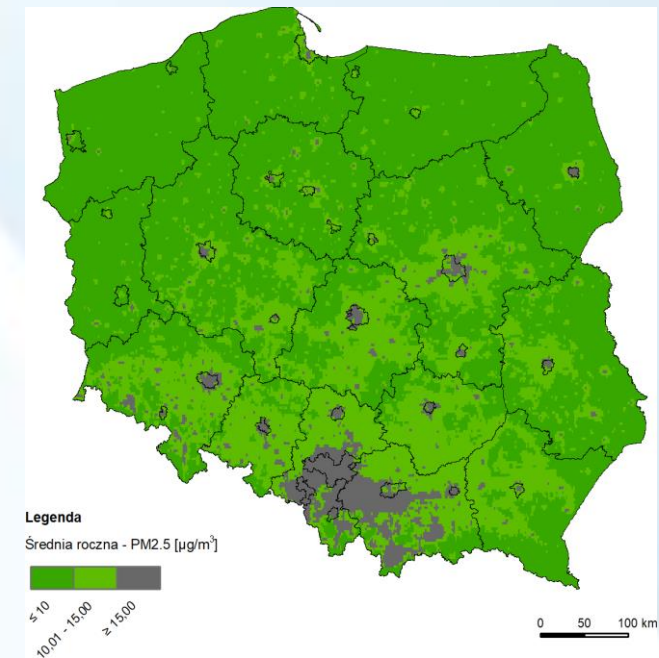 Legenda
Średnia roczna - PM2.5 [µg/m³]
≤ 10
10,01 - 15,00
≥ 15,00
0 50 100 km